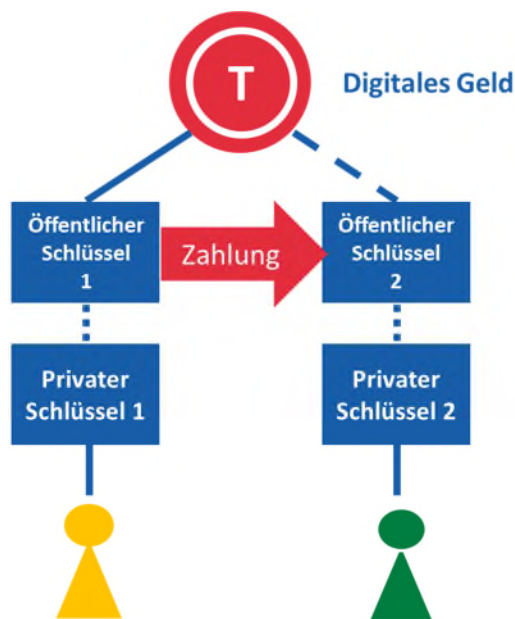 T
Digitales Geld
Öffentlicher
Schlüssel
1
Zahlung
Öffentlicher
Schlüssel
2
Privater
Schlüssel 1
Privater
Schlüssel 2